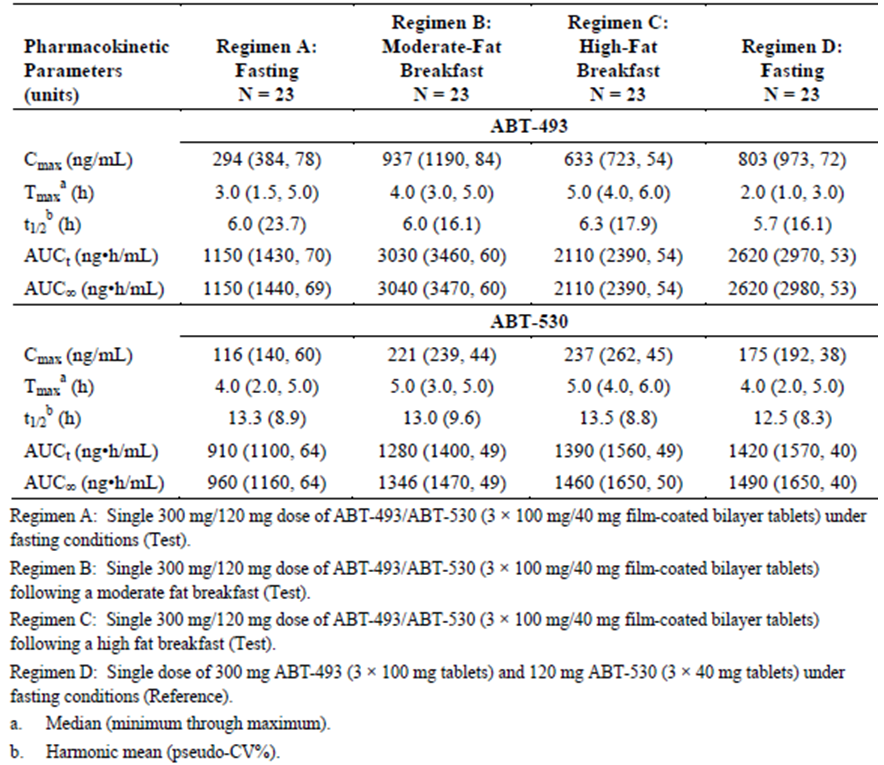 Pharmacokinetic Parameters (units) Regimen A: Fasting N = 23 Regimen B: Moderate-Fat Breakfast N = 23 Regimen C: High-Fat Breakfast N = 23 Regimen D: Fasting N = 23
ABT-493
Cmax (ng/mL) 294 (384, 78) 937 (1190, 84) 633 (723, 54) 803 (973, 72)
Tmaxa (h) 3.0 (1.5, 5.0) 4.0 (3.0, 5.0) 5.0 (4.0, 6.0) 2.0 (1.0, 3.0)
t1/2b (h) 6.0 (23.7) 6.0 (16.1) 6.3 (17.9) 5.7 (16.1)
AUCt (ng•h/mL) 1150 (1430, 70) 3030 (3460, 60) 2110 (2390, 54) 2620 (2970, 53)
AUC∞ (ng•h/mL) 1150 (1440, 69) 3040 (3470, 60) 2110 (2390, 54) 2620 (2980, 53)
ABT-530
Cmax (ng/mL) 116 (140, 60) 221 (239, 44) 237 (262, 45) 175 (192, 38)
Tmaxa (h) 4.0 (2.0, 5.0) 5.0 (3.0, 5.0) 5.0 (4.0, 6.0) 4.0 (2.0, 5.0)
t1/2b (h) 13.3 (8.9) 13.0 (9.6) 13.5 (8.8) 12.5 (8.3)
AUCt (ng•h/mL) 910 (1100, 64) 1280 (1400, 49) 1390 (1560, 49) 1420 (1570, 40)
AUC∞ (ng•h/mL) 960 (1160, 64) 1346 (1470, 49) 1460 (1650, 50) 1490 (1650, 40)
Regimen A: Single 300 mg/120 mg dose of ABT-493/ABT-530 (3 × 100 mg/40 mg film-coated bilayer tablets) under
fasting conditions (Test).
Regimen B: Single 300 mg/120 mg dose of ABT-493/ABT-530 (3 × 100 mg/40 mg film-coated bilayer tablets)
following a moderate fat breakfast (Test).
Regimen C: Single 300 mg/120 mg dose of ABT-493/ABT-530 (3 × 100 mg/40 mg film-coated bilayer tablets)
following a high fat breakfast (Test).
Regimen D: Single dose of 300 mg ABT-493 (3 × 100 mg tablets) and 120 mg ABT-530 (3 × 40 mg tablets) under
fasting conditions (Reference).
a. Median (minimum through maximum).
b. Harmonic mean (pseudo-CV%).